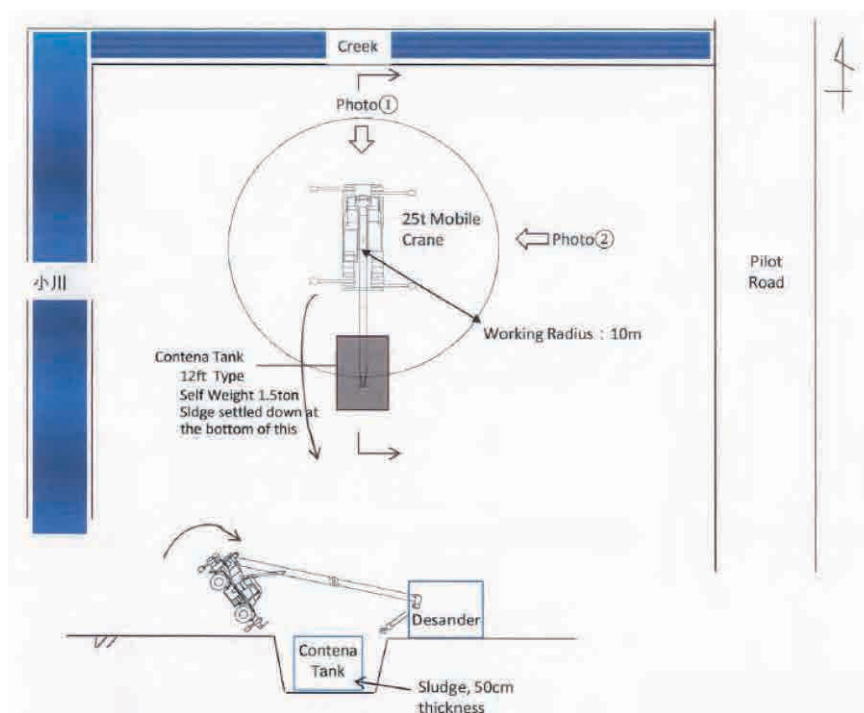 Creek
Photo①
25t Mobile
Crane
Photo②
小川
Pilot
Road
Working Radius：10m
Contena Tank
12ft Type
Self Weight 1.5ton
Sldge settled down at
the bottom of this
Desander
Contena
Tank
Sludge, 50cm
thickness